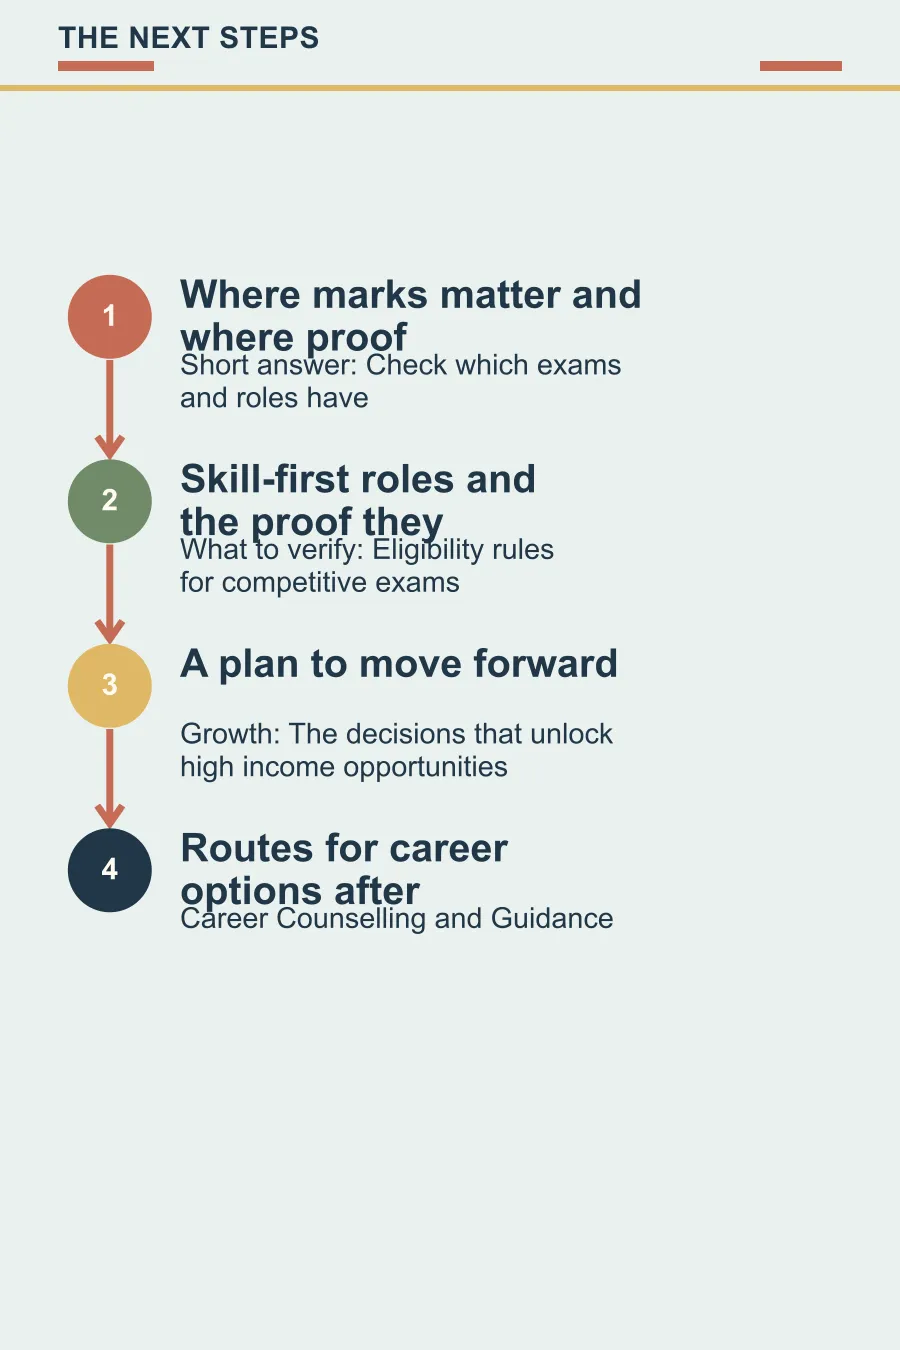 THE NEXT STEPS
1
Where marks matter and
where proof
Short answer: Check which exams
and roles have
2
Skill-first roles and
the proof they
What to verify: Eligibility rules
for competitive exams
3
A plan to move forward
Growth: The decisions that unlock
high income opportunities
4
Routes for career
options after
Career Counselling and Guidance